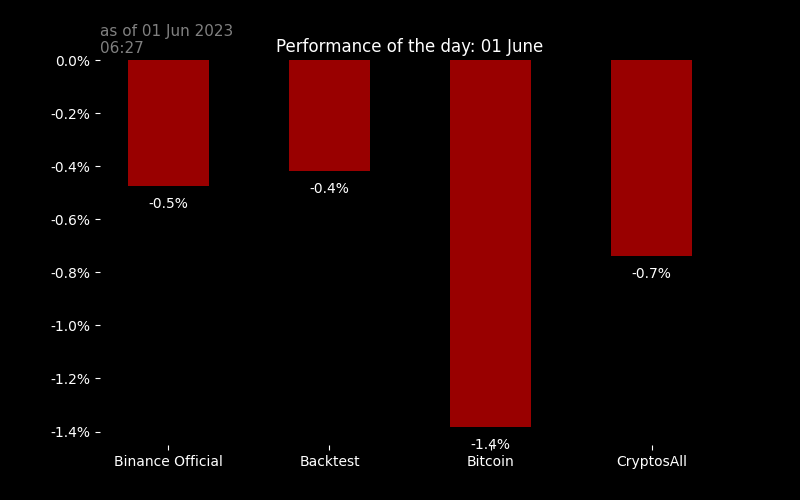 as of 01 Jun 2023
06:27
Performance of the day: 01 June
0.0%
-0.2%
-0.4%
-0.6%
-0.8%
-1.0%
-1.2%
-1.4%
-0.5%
-0.4%
-1.4%
-0.7%
Binance Official
Backtest
Bitcoin
CryptosAll